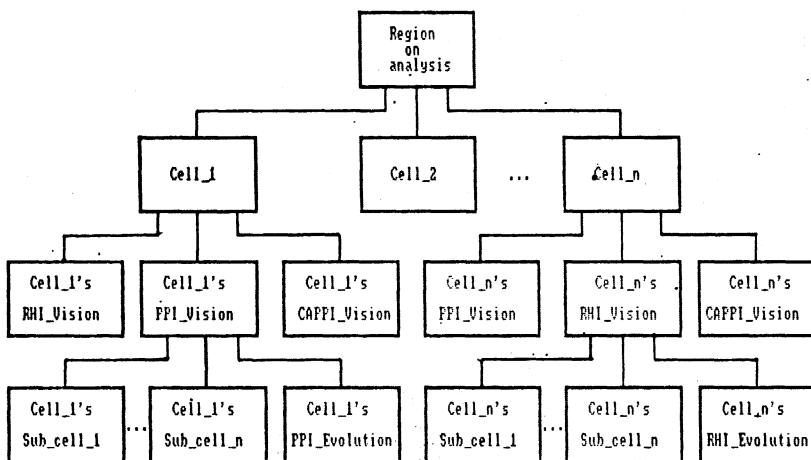 Region
on
analysis
Cell_1
Cell_2
...
Cell_n
Cell_1's
RHI_Vision
Cell_1's
PPI_Vision
Cell_1's
CAPPI_Vision
Cell_n's
PPI_Vision
Cell_n's
RHI_Vision
Cell_n's
CAPPI_Vision
Cell_1's
Sub_cell_1
...
Cell_1's
Sub_cell_n
Cell_1's
PPI_Evolution
Cell_n's
Sub_cell_1
...
Cell_n's
Sub_cell_n
Cell_n's
RHI_Evolution